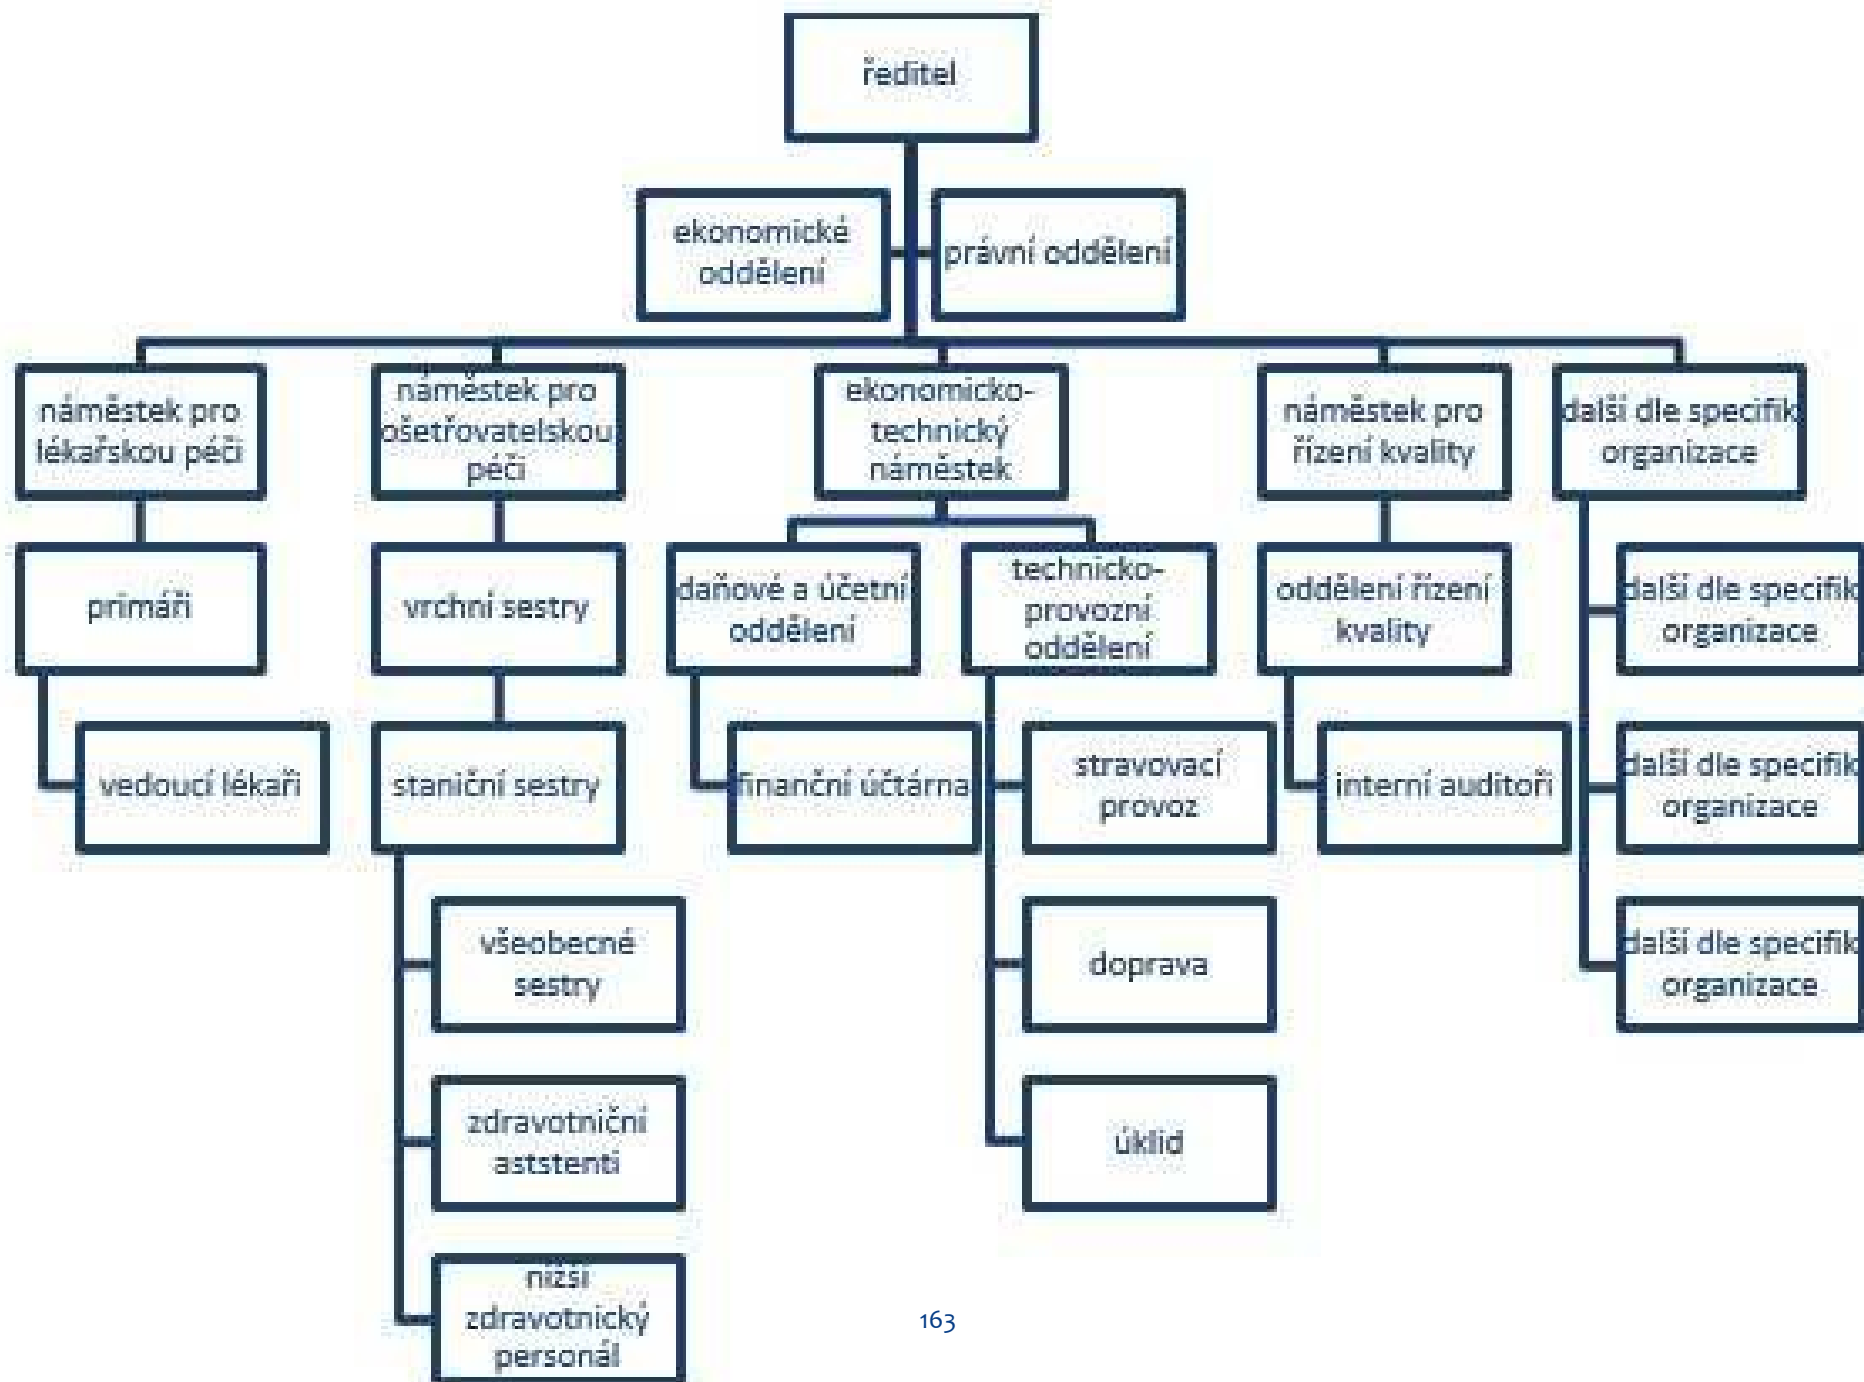 ředitel
ekonomické
oddělení
právní oddělení
náměstek pro
lékařskou péči
náměstek pro
ošetřovatelskou
péči
ekonomicko-
technický
náměstek
náměstek pro
řízení kvality
další dle specifik
organizace
primáři
vrchní sestry
daňové a účetní
oddělení
technicko-
provozní
oddělení
oddělení řízení
kvality
další dle specifik
organizace
vedoucí lékaři
staniční sestry
finanční účtárna
stravovací
provoz
interní auditoři
další dle specifik
organizace
všeobecné
sestry
doprava
další dle specifik
organizace
zdravotniční
aststenti
úklid
nižší
zdravotnický
personál
163